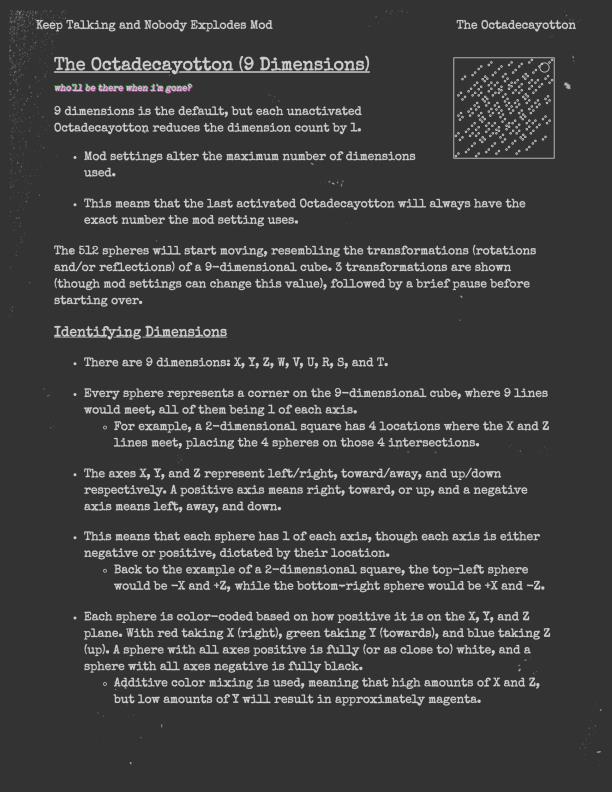 Keep Talking and Nobody Explodes Mod
The Octadecayotton
The Octadecayotton (9 Dimensions)
who'll be there when i'm gone?
9 dimensions is the default, but each unactivated
Octadecayotton reduces the dimension count by 1.
• Mod settings alter the maximum number of dimensions
used.
• This means that the last activated Octadecayotton will always have the
exact number the mod setting uses.
The 512 spheres will start moving, resembling the transformations (rotations
and/or reflections) of a 9-dimensional cube. 3 transformations are shown
(though mod settings can change this value), followed by a brief pause before
starting over.
Identifying Dimensions
• There are 9 dimensions: X, Y, Z, W, V, U, R, S, and T.
• Every sphere represents a corner on the 9-dimensional cube, where 9 lines
would meet, all of them being 1 of each axis.
◦ For example, a 2-dimensional square has 4 locations where the X and Z
lines meet, placing the 4 spheres on those 4 intersections.
• The axes X, Y, and Z represent left/right, toward/away, and up/down
respectively. A positive axis means right, toward, or up, and a negative
axis means left, away, and down.
• This means that each sphere has 1 of each axis, though each axis is either
negative or positive, dictated by their location.
◦ Back to the example of a 2-dimensional square, the top-left sphere
would be -X and +Z, while the bottom-right sphere would be +X and -Z.
• Each sphere is color-coded based on how positive it is on the X, Y, and Z
plane. With red taking X (right), green taking Y (towards), and blue taking Z
(up). A sphere with all axes positive is fully (or as close to) white, and a
sphere with all axes negative is fully black.
◦ Additive color mixing is used, meaning that high amounts of X and Z,
but low amounts of Y will result in approximately magenta.